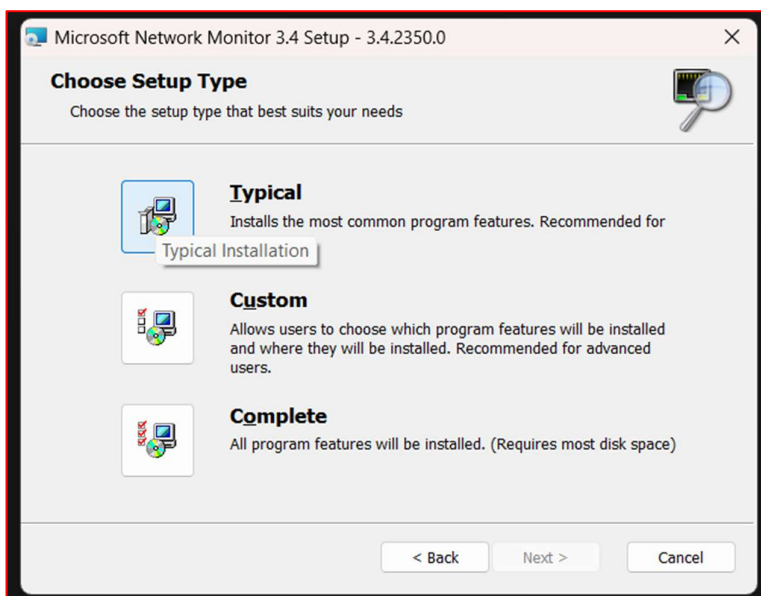 Microsoft Network Monitor 3.4 Setup - 3.4.2350.0
Choose Setup Type
Choose the setup type that best suits your needs
Typical
Installs the most common program features. Recommended for
Typical Installation
Custom
Allows users to choose which program features will be installed
and where they will be installed. Recommended for advanced
users.
Complete
All program features will be installed. (Requires most disk space)
< Back
Next >
Cancel